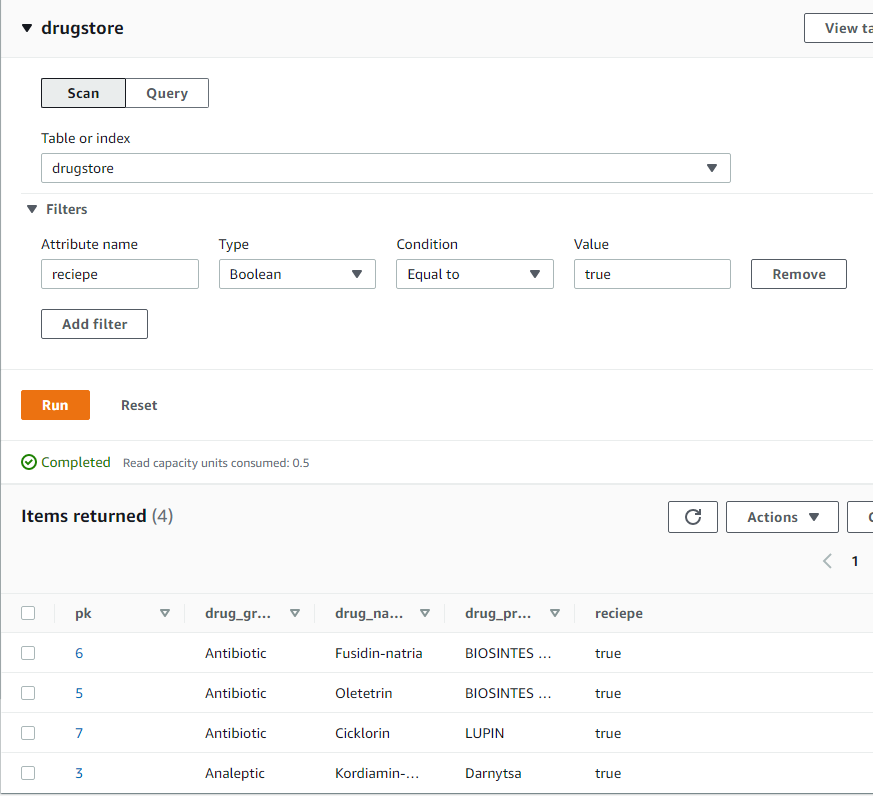 drugstore
View ta
Scan Query
Table or index
drugstore
Filters
Attribute name Type Condition Value
reciepe Boolean Equal to true Remove
Add filter
Run Reset
Completed Read capacity units consumed: 0.5
Items returned (4) Actions
1
pk drug_gr... drug_na... drug_pr... reciepe
6 Antibiotic Fusidin-natria BIOSINTES ... true
5 Antibiotic Oletetrin BIOSINTES ... true
7 Antibiotic Cicklorin LUPIN true
3 Analeptic Kordiamin-... Darnytsa true